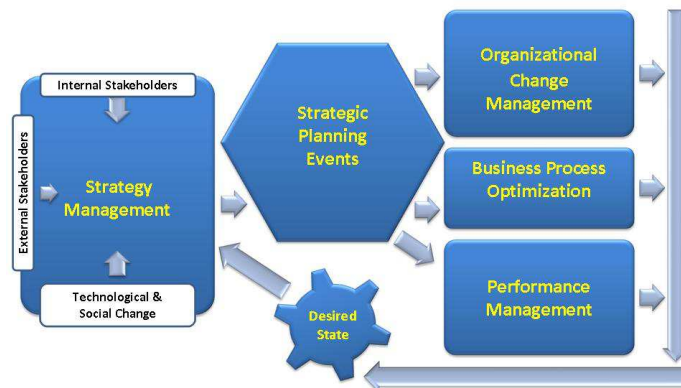 Internal Stakeholders
External Stakeholders
Strategy
Management
Technological &
Social Change
Strategic
Planning
Events
Desired
State
Organizational
Change
Management
Business Process
Optimization
Performance
Management